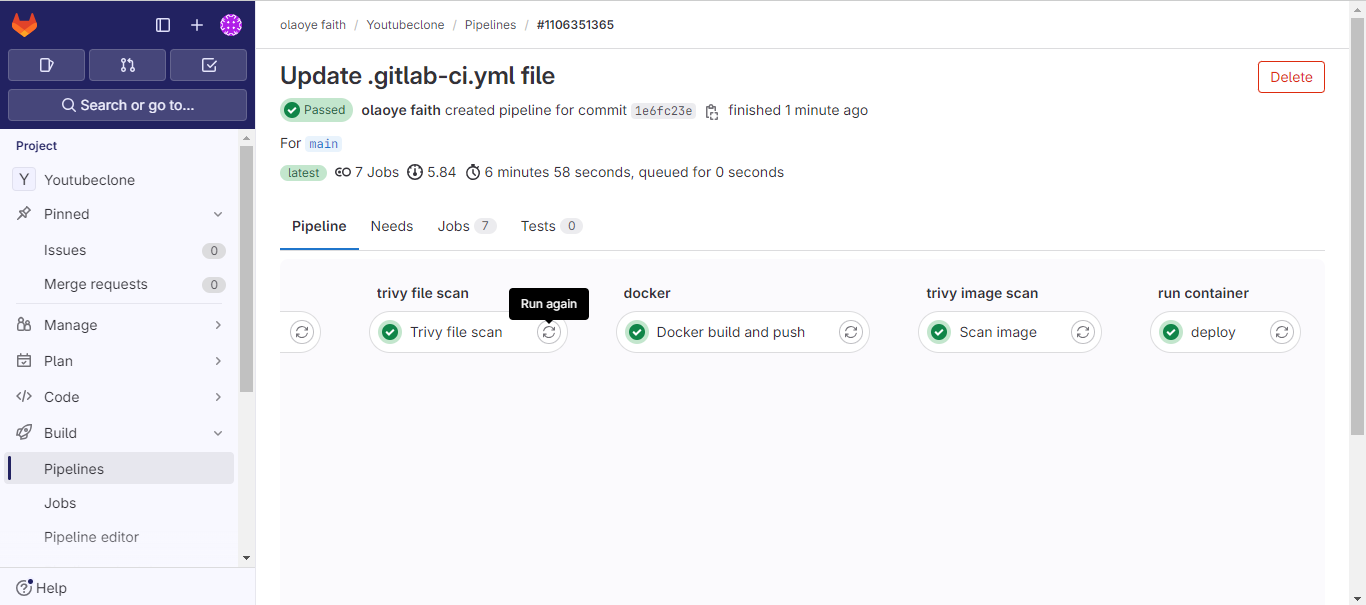 olaoye faith / Youtubeclone / Pipelines / #1106351365
Search or go to...
Project
Y Youtubeclone
Pinned
Issues 0
Merge requests 0
Manage
Plan
Code
Build
Pipelines
Jobs
Pipeline editor
Help
Update .gitlab-ci.yml file
Delete
Passed olaoye faith created pipeline for commit 1e6fc23e finished 1 minute ago
For main
latest 7 Jobs 5.84 6 minutes 58 seconds, queued for 0 seconds
Pipeline Needs Jobs 7 Tests 0
trivy file scan docker trivy image scan run container
Run again
Trivy file scan Docker build and push Scan image deploy